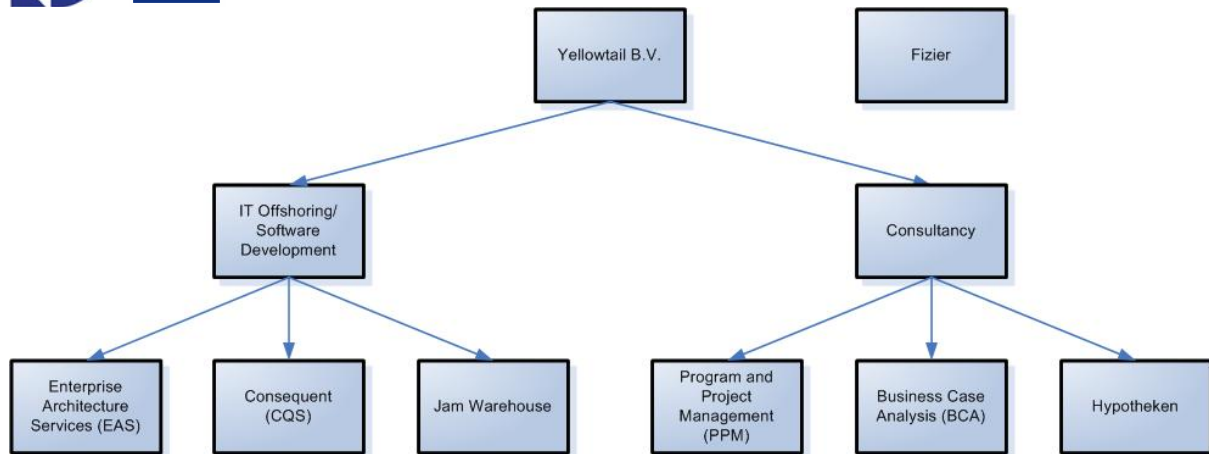 Yellowtail B.V.
Fizier
IT Offshoring/
Software
Development
Consultancy
Enterprise
Architecture
Services (EAS)
Consequent
(CQS)
Jam Warehouse
Program and
Project
Management
(PPM)
Business Case
Analysis (BCA)
Hypotheken